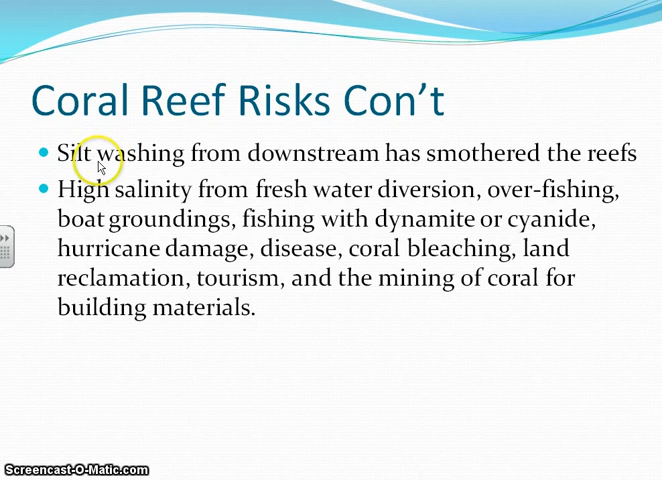 Coral Reef Risks Con’t
Silt washing from downstream has smothered the reefs
High salinity from fresh water diversion, over-fishing,
boat groundings, fishing with dynamite or cyanide,
hurricane damage, disease, coral bleaching, land
reclamation, tourism, and the mining of coral for
building materials.
Screencast-O-Matic.com